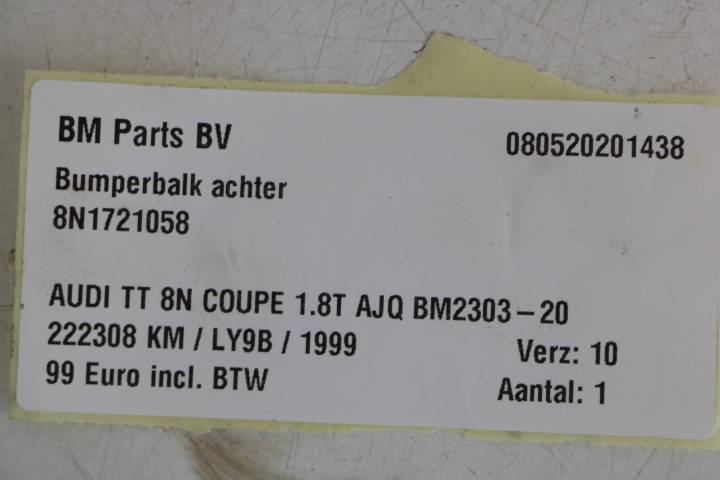 BM Parts BV 080520201438
Bumperbalk achter
8N1721058
AUDI TT 8N COUPE 1.8T AJQ BM2303-20
222308 KM / LY9B / 1999 Verz: 10
99 Euro incl. BTW Aantal: 1